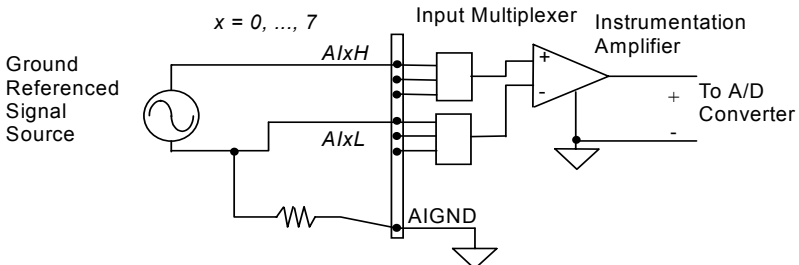 x = 0, ..., 7
Input Multiplexer
Instrumentation
Amplifier
Ground
Referenced
Signal
Source
AIxH
AIxL
+
-
+
-
To A/D
Converter
AIGND